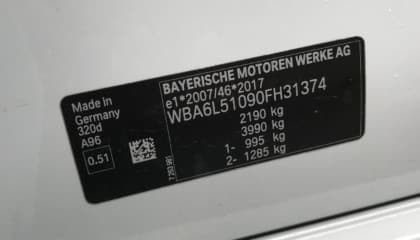 BAYERISCHE MOTOREN WERKE AG
e1*2007/46*2017
WBA6L51090FH31374
2190 kg
3990 kg
1- 995 kg
2- 1285 kg
Made in
Germany
320d
A96
0.51